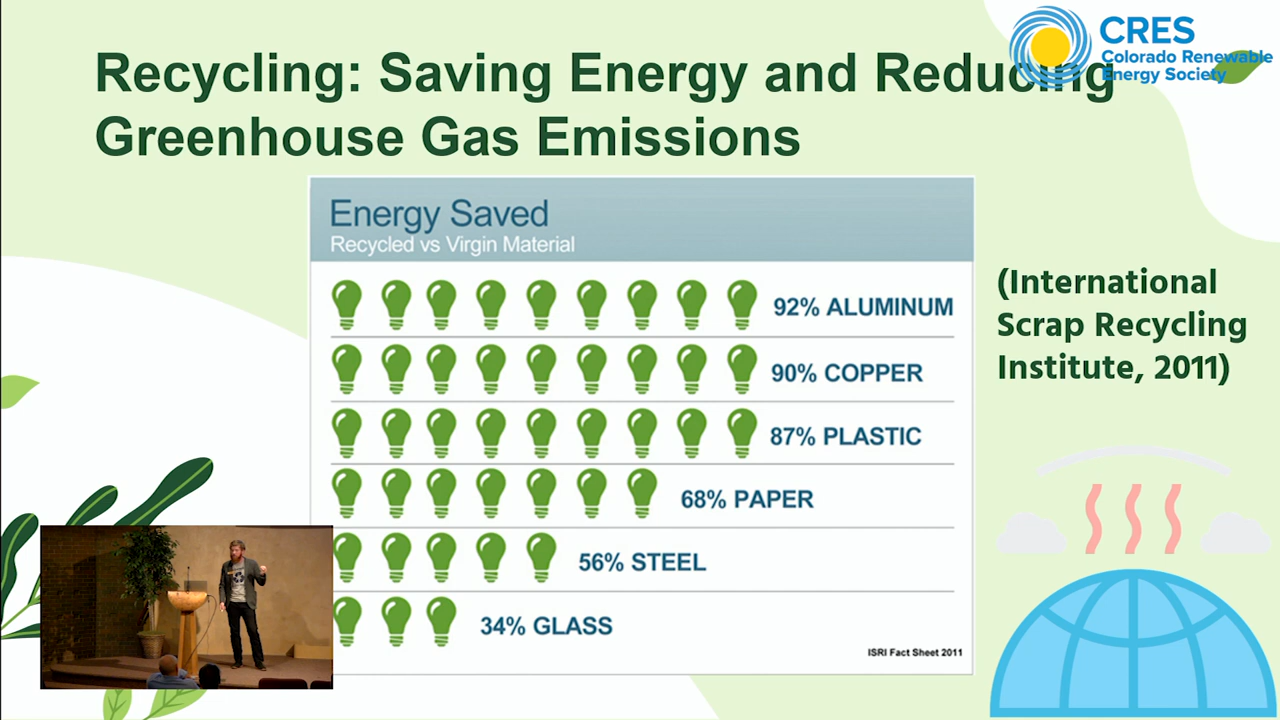 Recycling: Saving Energy and Reducing
Greenhouse Gas Emissions
CRES
Colorado Renewable
Energy Society
Energy Saved
Recycled vs Virgin Material
92% ALUMINUM
90% COPPER
87% PLASTIC
68% PAPER
56% STEEL
34% GLASS
ISRI Fact Sheet 2011
(International
Scrap Recycling
Institute, 2011)